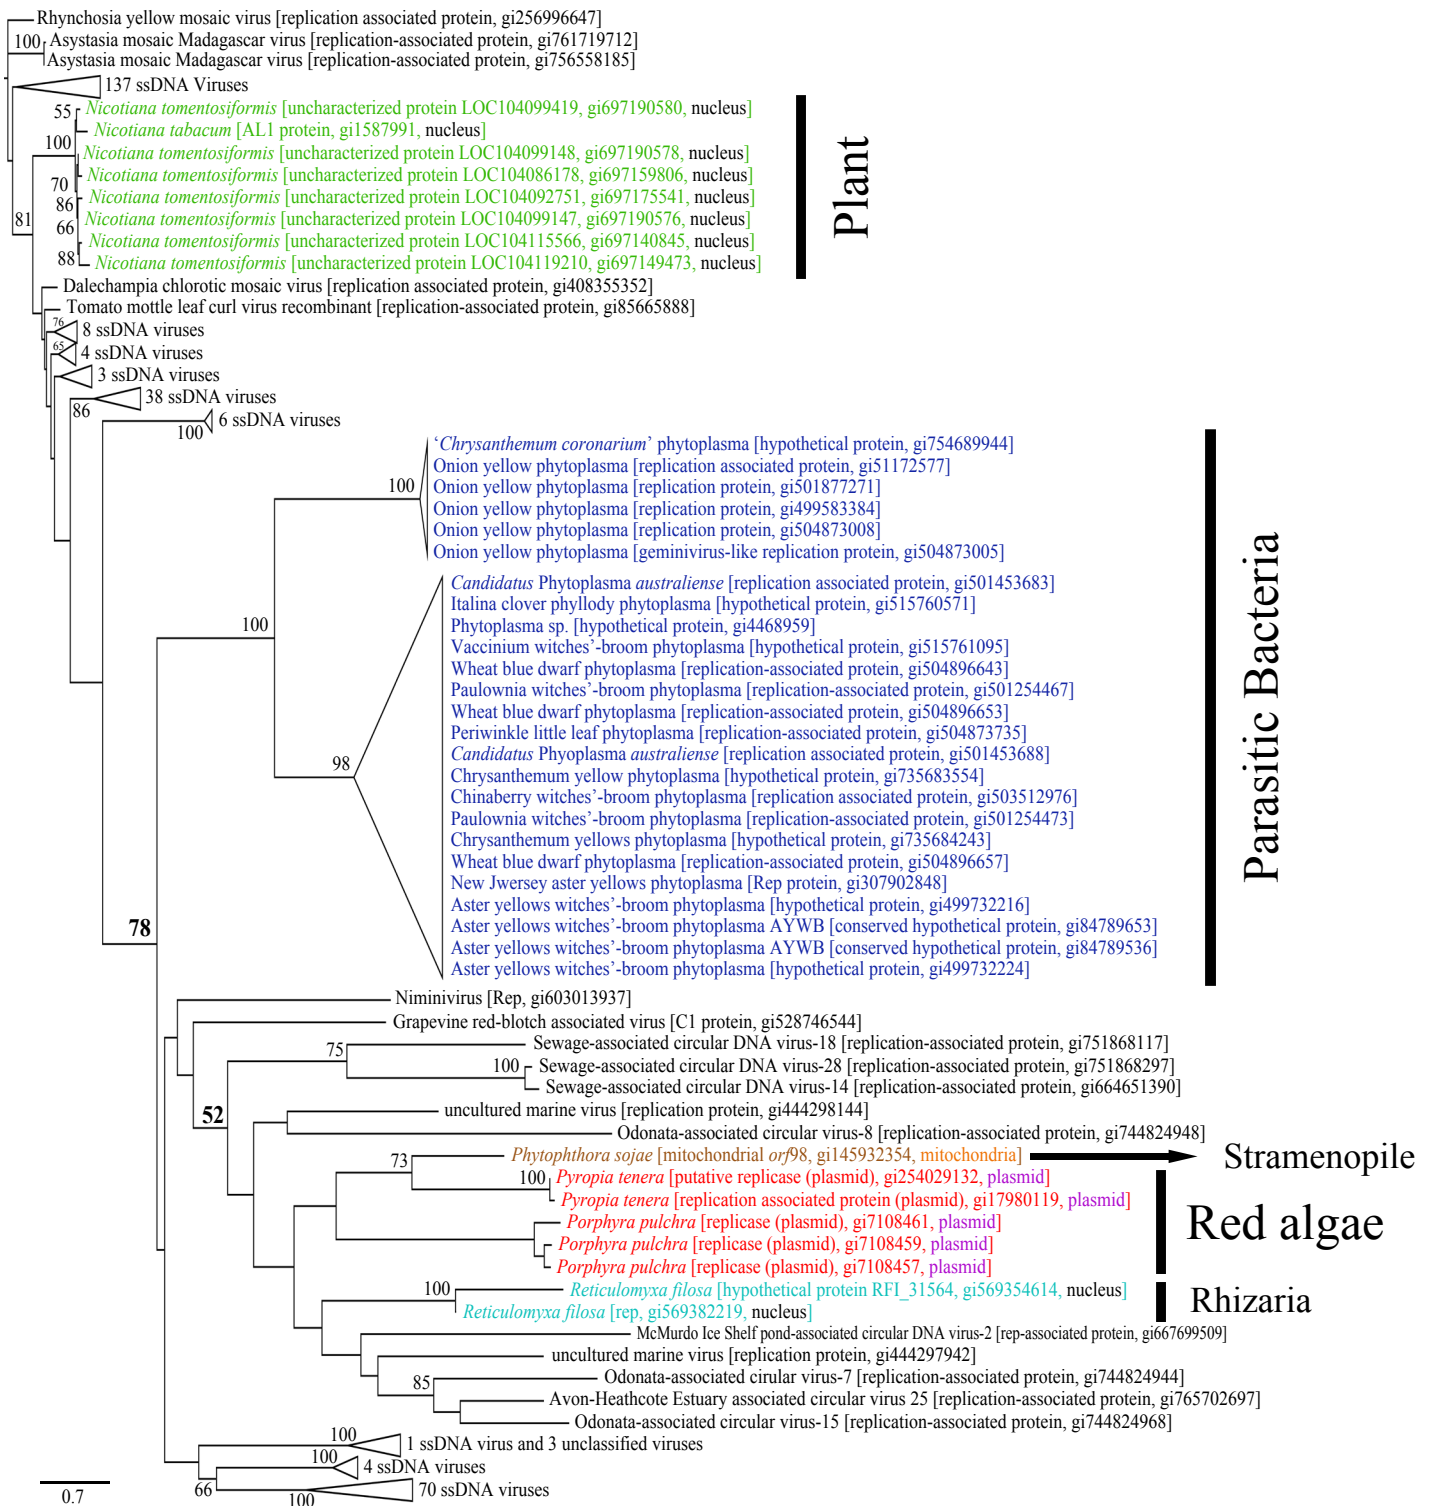 Rhynchosia yellow mosaic virus [replication associated protein, gi256996647]
100 Asystasia mosaic Madagascar virus [replication-associated protein, gi761719712]
Asystasia mosaic Madagascar virus [replication-associated protein, gi756558185]
137 ssDNA Viruses
55 Nicotiana tomentosiformis [uncharacterized protein LOC104099419, gi697190580, nucleus]
Nicotiana tabacum [AL1 protein, gi1587991, nucleus]
100
Nicotiana tomentosiformis [uncharacterized protein LOC104099148, gi697190578, nucleus]
Nicotiana tomentosiformis [uncharacterized protein LOC104086178, gi697159806, nucleus]
70
Nicotiana tomentosiformis [uncharacterized protein LOC104092751, gi697175541, nucleus]
86
Nicotiana tomentosiformis [uncharacterized protein LOC104099147, gi697190576, nucleus]
81
66
Nicotiana tomentosiformis [uncharacterized protein LOC104115566, gi697140845, nucleus]
88 Nicotiana tomentosiformis [uncharacterized protein LOC104119210, gi697149473, nucleus]
Plant
Dalechampia chlorotic mosaic virus [replication associated protein, gi408355352]
Tomato mottle leaf curl virus recombinant [replication-associated protein, gi85665888]
76 8 ssDNA viruses
65 4 ssDNA viruses
3 ssDNA viruses
86 38 ssDNA viruses
100 6 ssDNA viruses
‘Chrysanthemum coronarium’ phytoplasma [hypothetical protein, gi754689944]
Onion yellow phytoplasma [replication associated protein, gi51172577]
100 Onion yellow phytoplasma [replication protein, gi501877271]
Onion yellow phytoplasma [replication protein, gi499583384]
Onion yellow phytoplasma [replication protein, gi504873008]
Onion yellow phytoplasma [geminivirus-like replication protein, gi504873005]
Candidatus Phytoplasma australiense [replication associated protein, gi501453683]
Italina clover phyllody phytoplasma [hypothetical protein, gi515760571]
100 Phytoplasma sp. [hypothetical protein, gi4468959]
Vaccinium witches’-broom phytoplasma [hypothetical protein, gi515761095]
Wheat blue dwarf phytoplasma [replication-associated protein, gi504896643]
Paulownia witches’-broom phytoplasma [replication-associated protein, gi501254467]
Wheat blue dwarf phytoplasma [replication-associated protein, gi504896653]
Periwinkle little leaf phytoplasma [replication-associated protein, gi504873735]
Candidatus Phyoplasma australiense [replication associated protein, gi501453688]
98 Chrysanthemum yellow phytoplasma [hypothetical protein, gi735683554]
Chinaberry witches’-broom phytoplasma [replication associated protein, gi503512976]
Paulownia witches’-broom phytoplasma [replication-associated protein, gi501254473]
Chrysanthemum yellows phytoplasma [hypothetical protein, gi735684243]
Wheat blue dwarf phytoplasma [replication-associated protein, gi504896657]
New Jwersey aster yellows phytoplasma [Rep protein, gi307902848]
Aster yellows witches’-broom phytoplasma [hypothetical protein, gi499732216]
Aster yellows witches’-broom phytoplasma AYWB [conserved hypothetical protein, gi84789653]
Aster yellows witches’-broom phytoplasma AYWB [conserved hypothetical protein, gi84789536]
Aster yellows witches’-broom phytoplasma [hypothetical protein, gi499732224]
Parasitic Bacteria
78
Niminivirus [Rep, gi603013937]
Grapevine red-blotch associated virus [C1 protein, gi528746544]
75 Sewage-associated circular DNA virus-18 [replication-associated protein, gi751868117]
100 Sewage-associated circular DNA virus-28 [replication-associated protein, gi751868297]
Sewage-associated circular DNA virus-14 [replication-associated protein, gi664651390]
52
uncultured marine virus [replication protein, gi444298144]
Odonata-associated circular virus-8 [replication-associated protein, gi744824948]
73 Phytophthora sojae [mitochondrial orf98, gi145932354, mitochondria] Stramenopile
100 Pyropia tenera [putative replicase (plasmid), gi254029132, plasmid]
Pyropia tenera [replication associated protein (plasmid), gi17980119, plasmid]
Porphyra pulchra [replicase (plasmid), gi7108461, plasmid]
Porphyra pulchra [replicase (plasmid), gi7108459, plasmid]
Porphyra pulchra [replicase (plasmid), gi7108457, plasmid]
Red algae
100 Reticulomyxa filosa [hypothetical protein RFI_31564, gi569354614, nucleus]
Reticulomyxa filosa [rep, gi569382219, nucleus]
Rhizaria
McMurdo Ice Shelf pond-associated circular DNA virus-2 [rep-associated protein, gi667699509]
uncultured marine virus [replication protein, gi444297942]
85 Odonata-associated cirular virus-7 [replication-associated protein, gi744824944]
Avon-Heathcote Estuary associated circular virus 25 [replication-associated protein, gi765702697]
Odonata-associated circular virus-15 [replication-associated protein, gi744824968]
100 1 ssDNA virus and 3 unclassified viruses
100 4 ssDNA viruses
66
100 70 ssDNA viruses
0.7